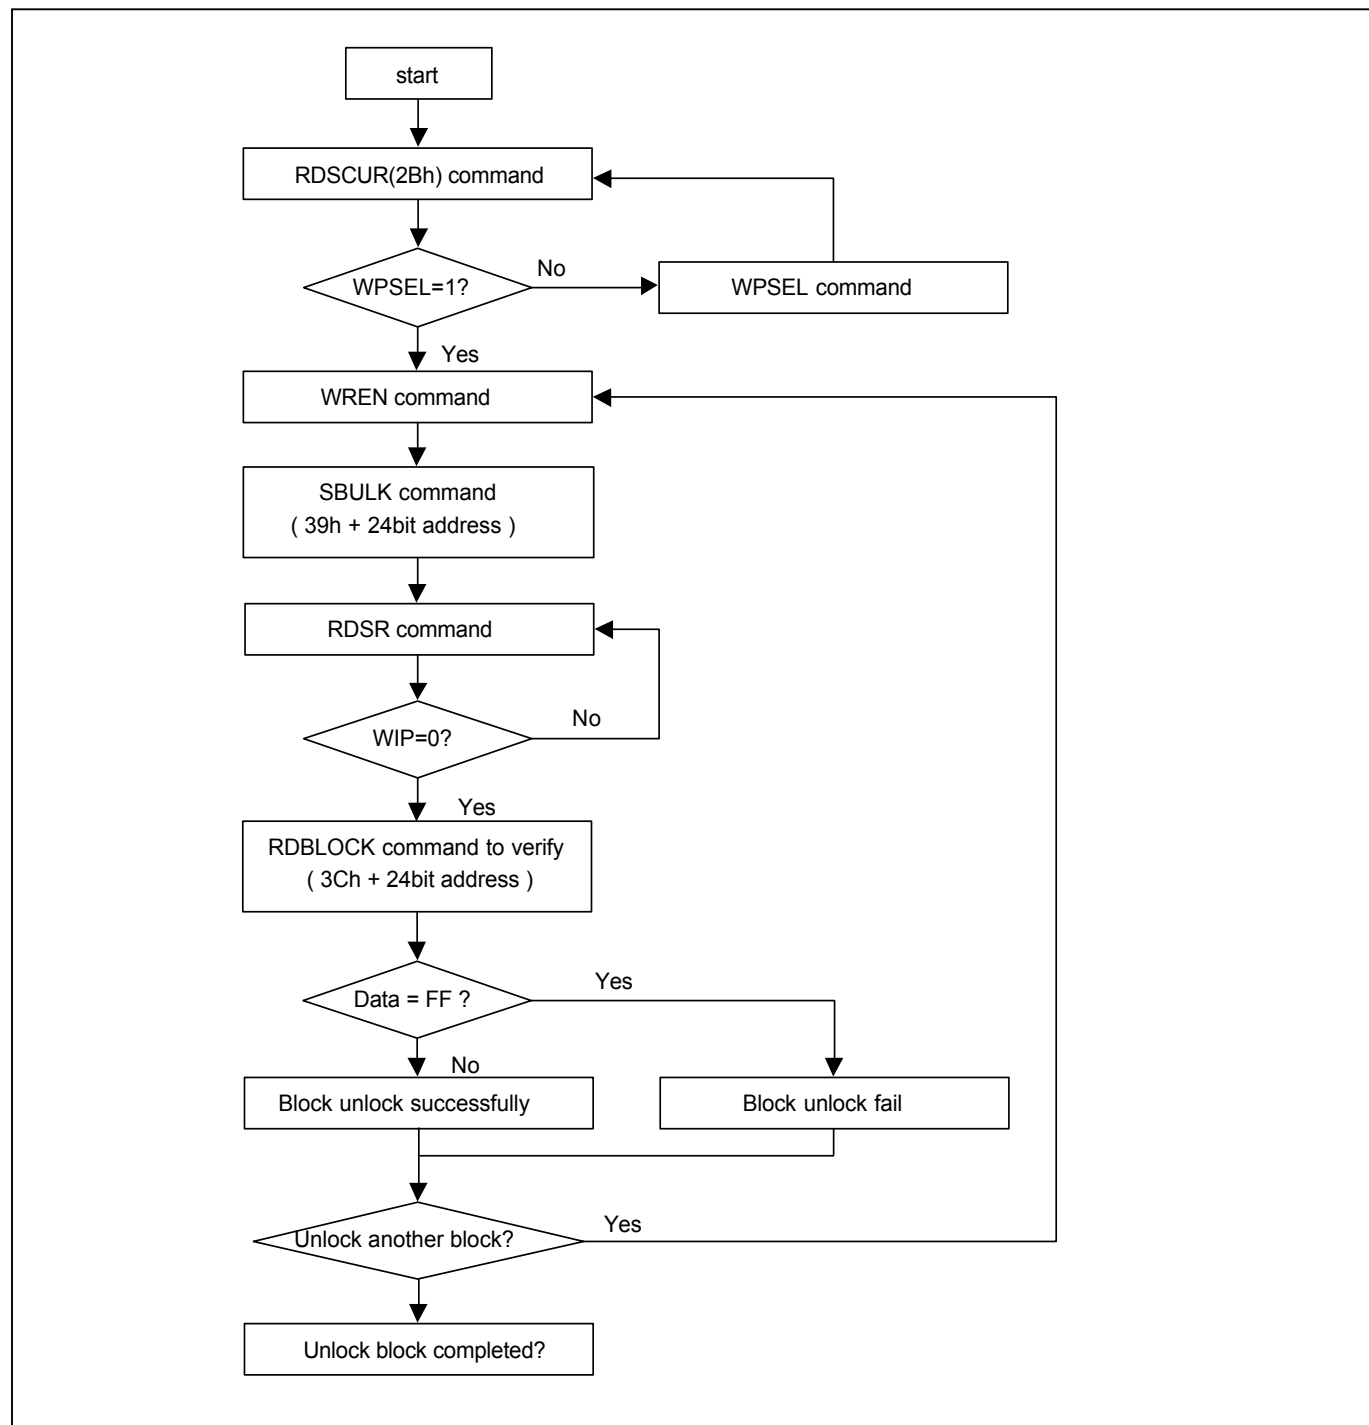 start
RDSCUR(2Bh) command
WPSEL=1?
No
WPSEL command
Yes
WREN command
SBULK command
( 39h + 24bit address )
RDSR command
WIP=0?
No
Yes
RDBLOCK command to verify
( 3Ch + 24bit address )
Data = FF ?
Yes
No
Block unlock successfully
Block unlock fail
Unlock another block?
Yes
Unlock block completed?